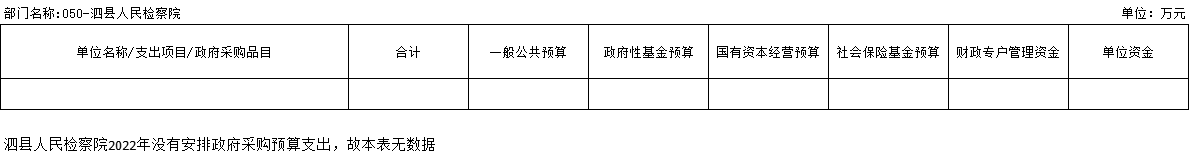 部门名称:050-泗县人民检察院 单位：万元
单位名称/支出项目/政府采购品目 合计 一般公共预算 政府性基金预算 国有资本经营预算 社会保险基金预算 财政专户管理资金 单位资金
泗县人民检察院2022年没有安排政府采购预算支出，故本表无数据